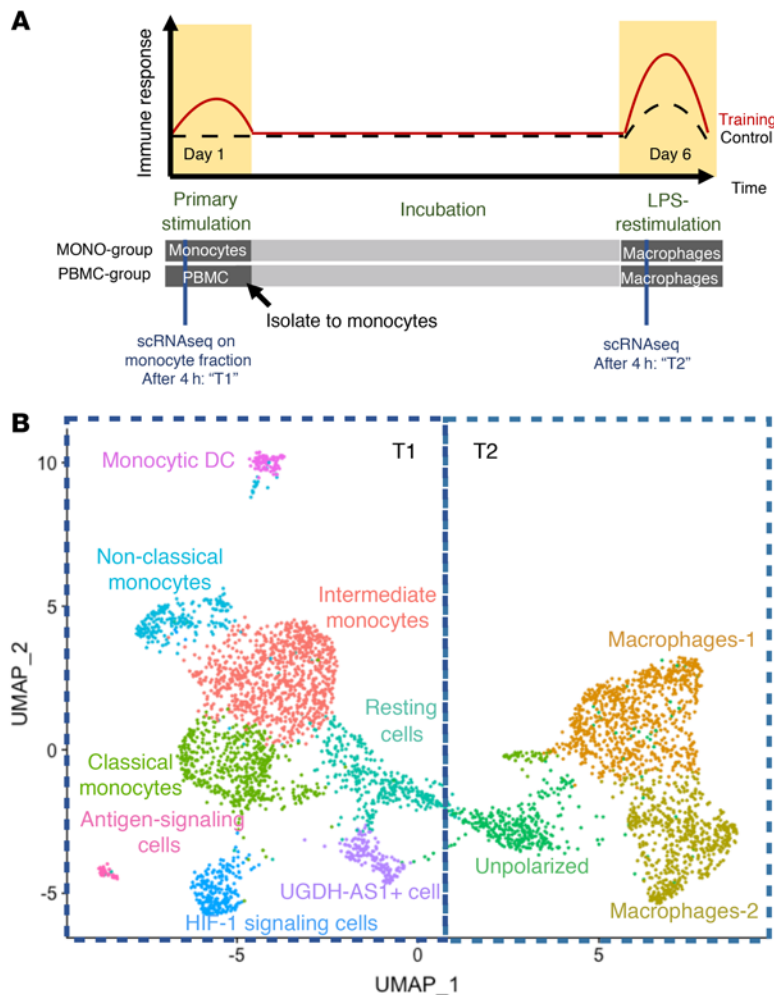 A
Immune response
Training
Control
Day 1
Day 6
Time
Primary
stimulation
Incubation
LPS-
restimulation
MONO-group
Monocytes
Macrophages
PBMC-group
PBMC
Macrophages
Isolate to monocytes
scRNAseq on
monocyte fraction
After 4 h: “T1”
scRNAseq
After 4 h: “T2”
B
T1
T2
Monocytic DC
Non-classical
monocytes
Intermediate
monocytes
Macrophages-1
Resting
cells
Classical
monocytes
Antigen-signaling
cells
Unpolarized
UGDH-AS1+ cell
HIF-1 signaling cells
Macrophages-2
10
5
0
-5
UMAP_2
-5
0
5
UMAP_1